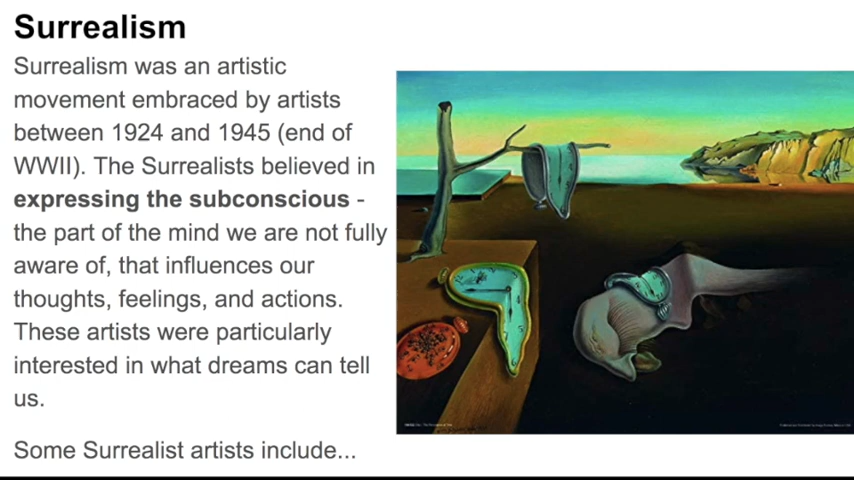 Surrealism
Surrealism was an artistic
movement embraced by artists
between 1924 and 1945 (end of
WWII). The Surrealists believed in
expressing the subconscious -
the part of the mind we are not fully
aware of, that influences our
thoughts, feelings, and actions.
These artists were particularly
interested in what dreams can tell
us.
Some Surrealist artists include...